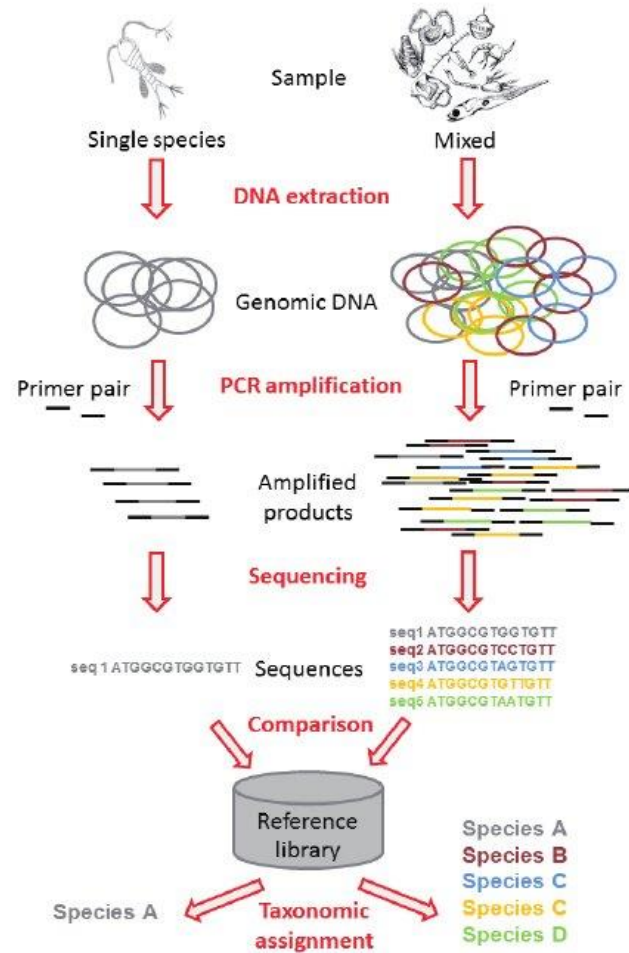 Sample
Single species
Mixed
DNA extraction
Genomic DNA
Primer pair
PCR amplification
Primer pair
Amplified
products
Sequencing
seq1 ATGGCGTGGTGTT
seq2 ATGGCGTCCTGTT
seq3 ATGGCGTAGTGTT
seq4 ATGGCGTGTTGTT
seq5 ATGGCGTAATGTT
seq 1 ATGGCGTGGTGTT
Sequences
Comparison
Reference
library
Species A
Taxonomic
assignment
Species A
Species B
Species C
Species C
Species D